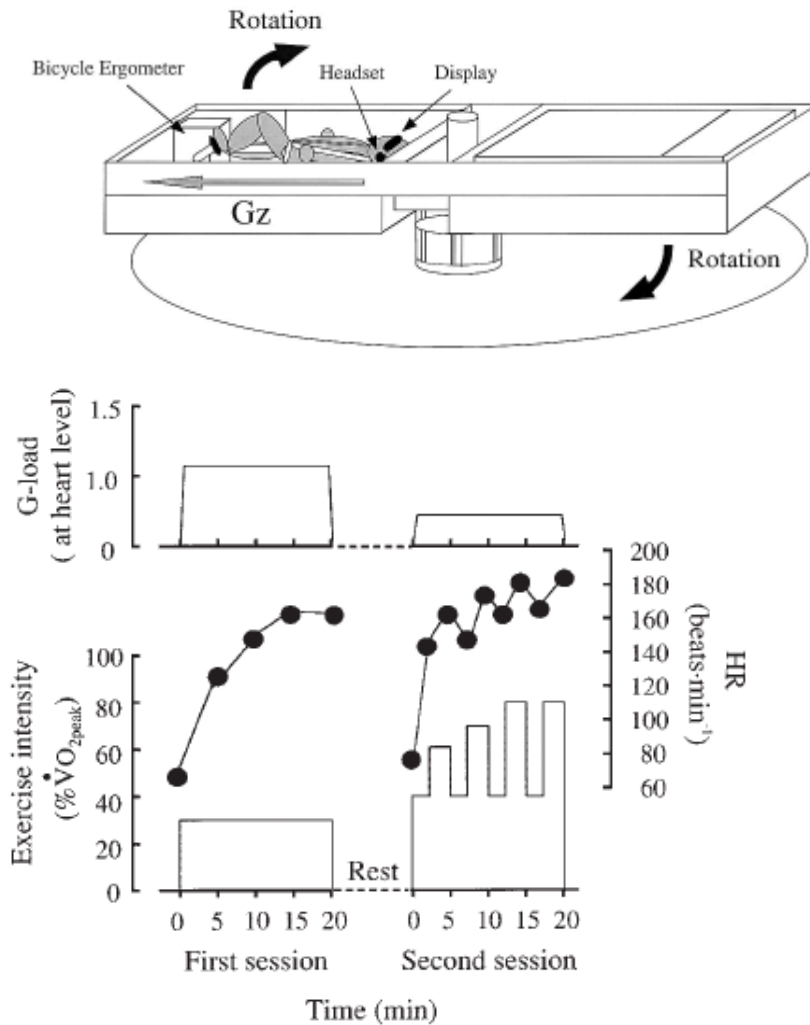 Rotation
Bicycle Ergometer
Headset
Display
Gz
Rotation
G-load
( at heart level)
1.5
1.0
0
Exercise intensity
(%V̇O2peak)
100
80
60
40
20
0
200
180
160
140
120
100
80
60
HR
(beats·min-1)
Rest
0 5 10 15 20
0 5 10 15 20
First session
Second session
Time (min)